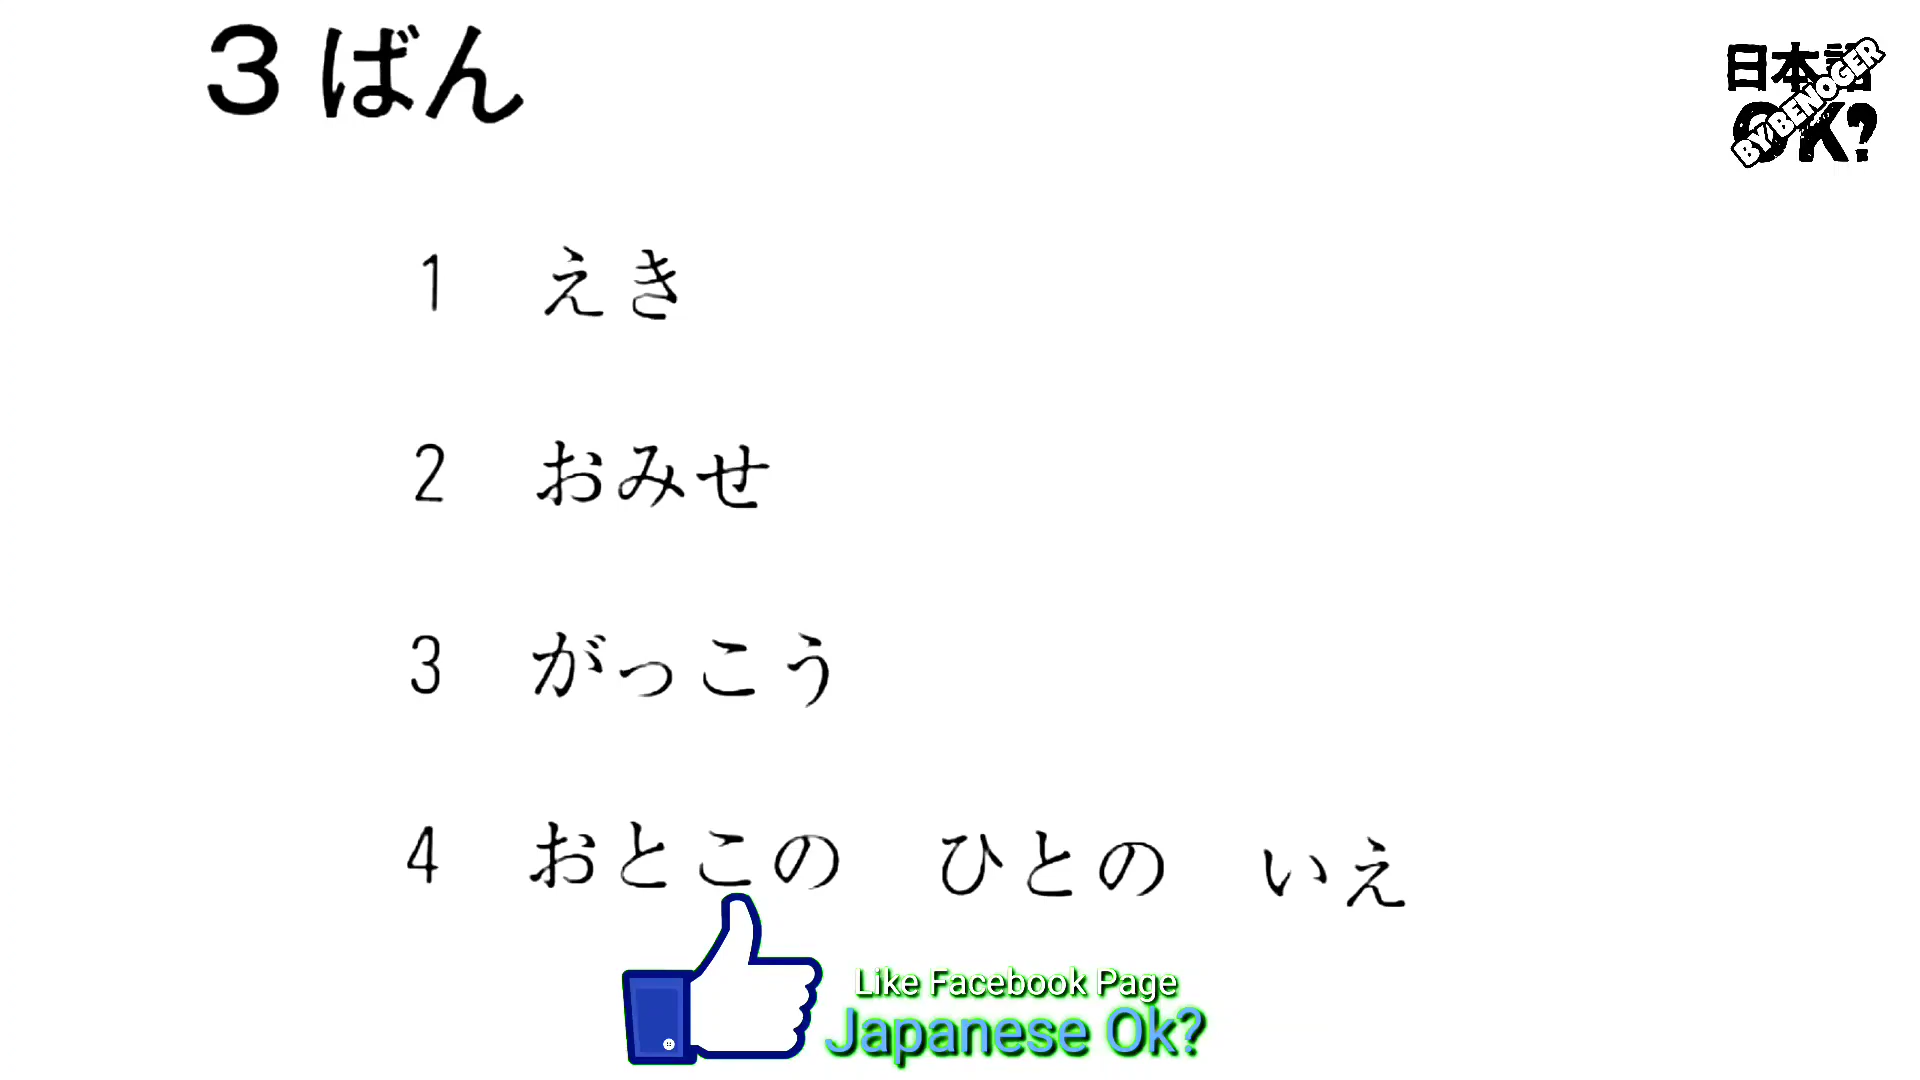 ３ばん
日本語
OK?
BY BENOGER
1 えき
2 おみせ
3 がっこう
4 おとこの ひとの いえ
Like Facebook Page
Japanese Ok?